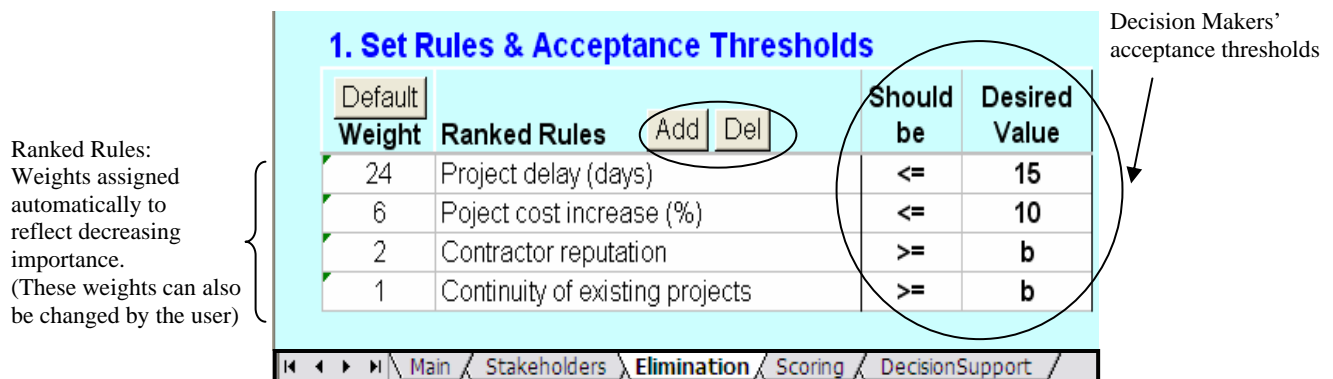 1. Set Rules & Acceptance Thresholds
Default
Weight Ranked Rules Add Del Should be Desired Value
24 Project delay (days) <= 15
6 Poject cost increase (%) <= 10
2 Contractor reputation >= b
1 Continuity of existing projects >= b
Main Stakeholders Elimination Scoring DecisionSupport
Ranked Rules:
Weights assigned
automatically to
reflect decreasing
importance.
(These weights can also
be changed by the user)
Decision Makers’
acceptance thresholds